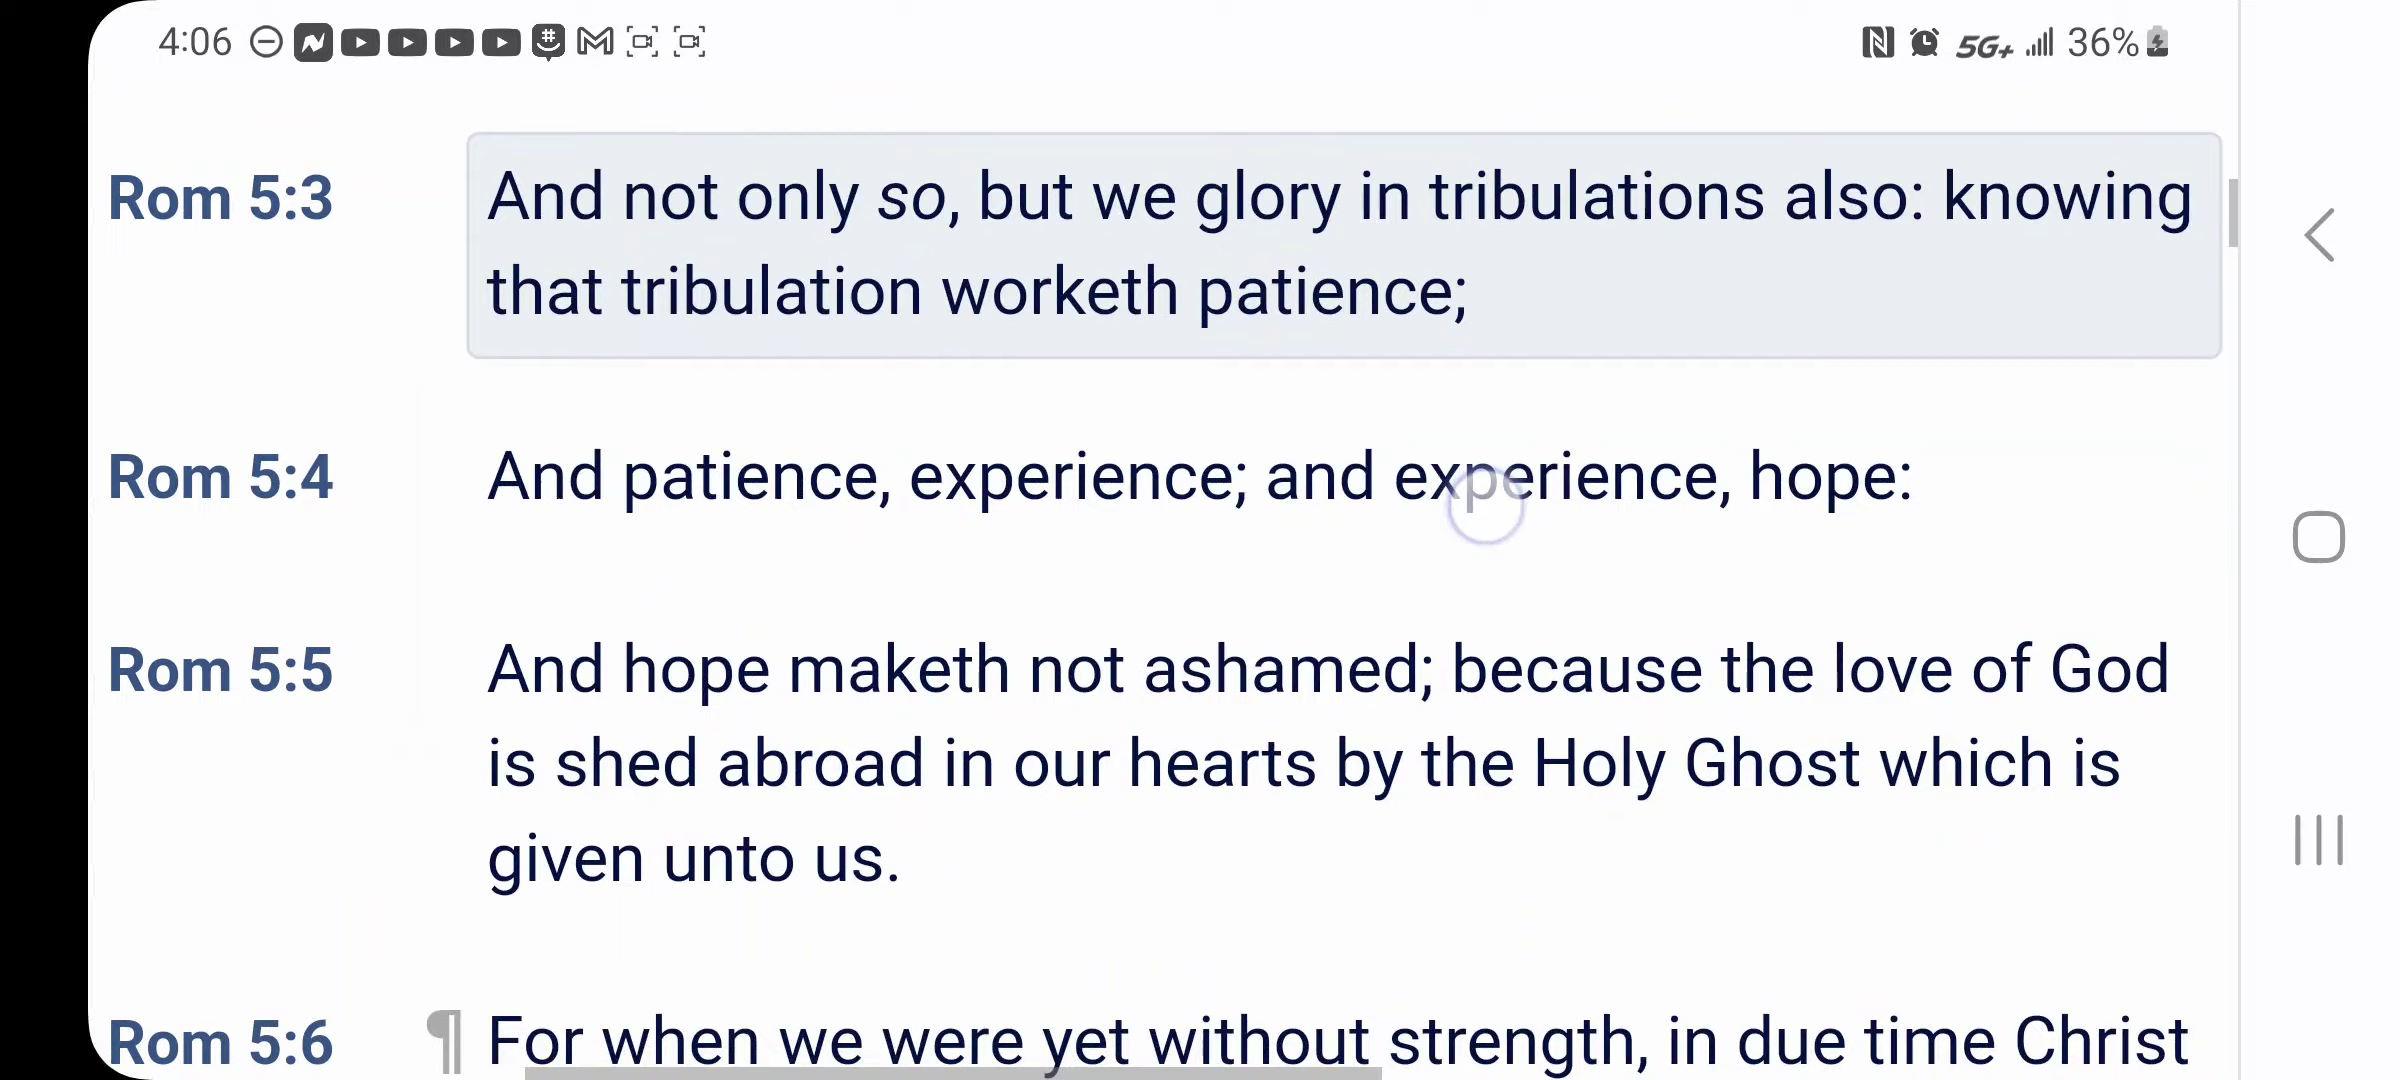 4:06
5G+ 36%
Rom 5:3 And not only so, but we glory in tribulations also: knowing
that tribulation worketh patience;
Rom 5:4 And patience, experience; and experience, hope:
Rom 5:5 And hope maketh not ashamed; because the love of God
is shed abroad in our hearts by the Holy Ghost which is
given unto us.
Rom 5:6 ¶ For when we were yet without strength, in due time Christ